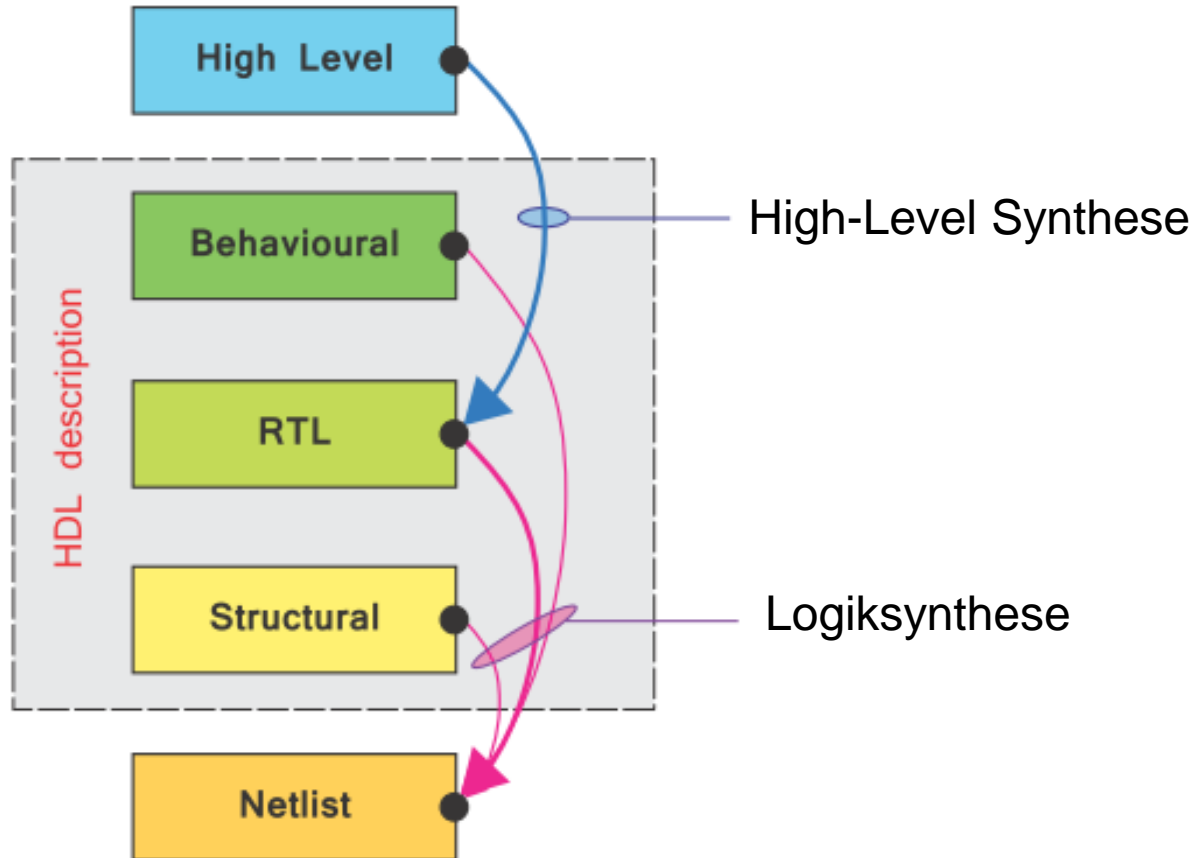 High Level
Behavioural
High-Level Synthese
HDL description
RTL
Structural
Logiksynthese
Netlist